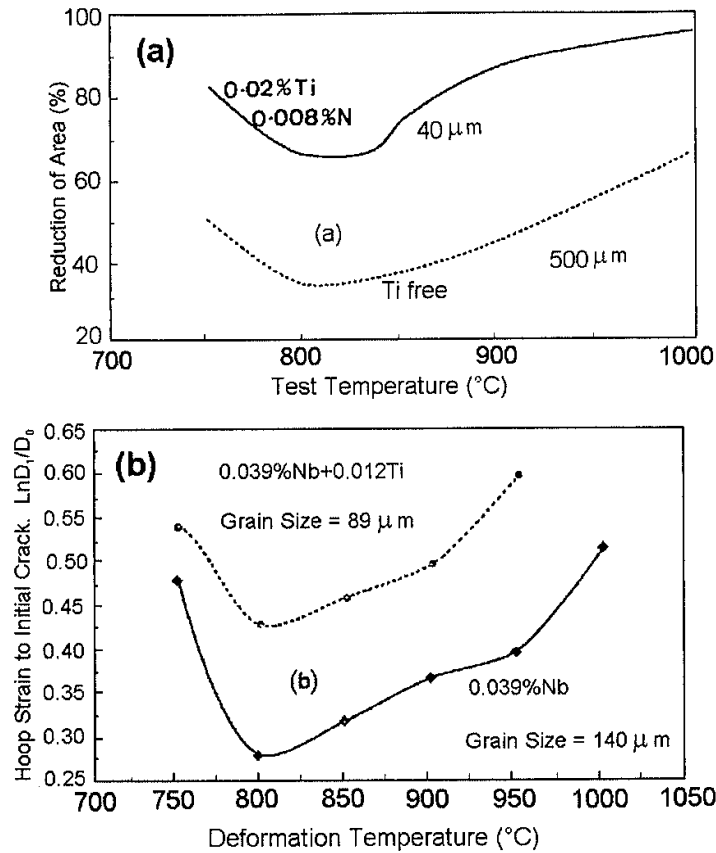 100
(a)
80
0·02%Ti
0·008%N
40 μm
60
(a)
500 μm
40
Ti free
20
700
800
900
1000
Test Temperature (°C)
Reduction of Area (%)
0.65
(b)
0.039%Nb+0.012Ti
0.60
Grain Size = 89 μm
0.55
0.50
0.45
0.40
(b)
0.039%Nb
0.35
Grain Size = 140 μm
0.30
0.25
700 750 800 850 900 950 1000 1050
Deformation Temperature (°C)
Hoop Strain to Initial Crack. LnD₁/D₀